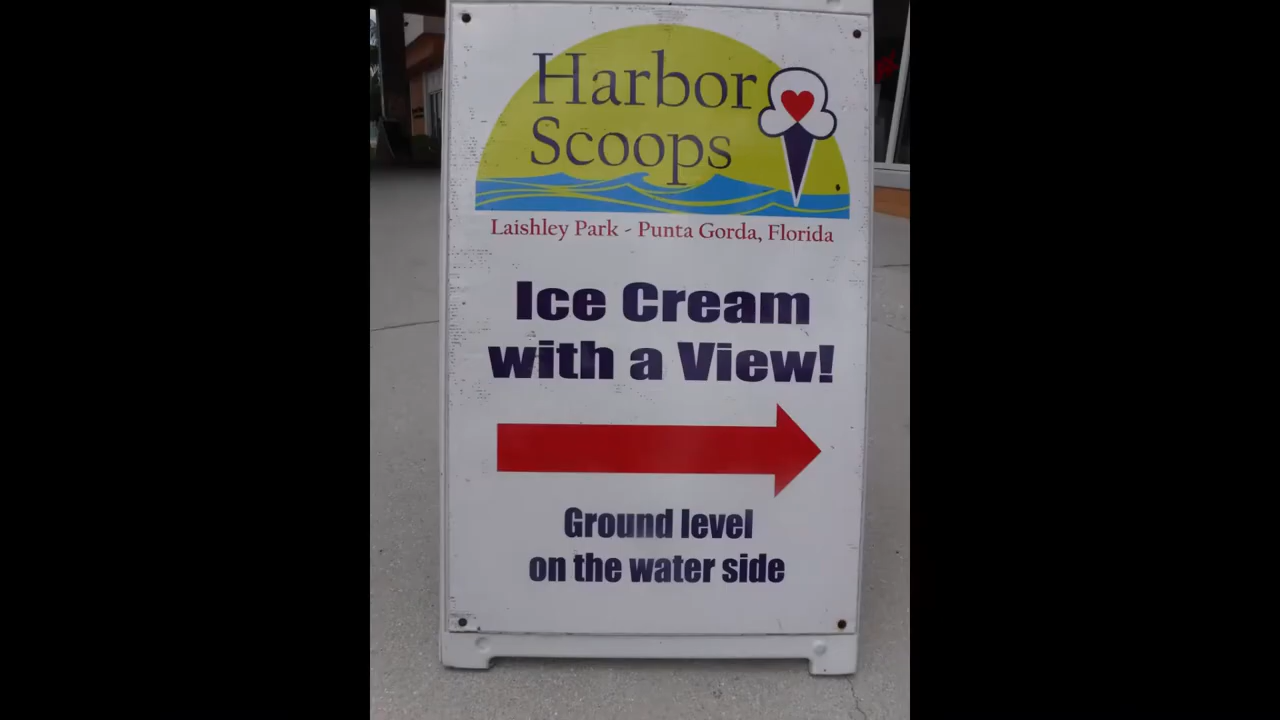 Harbor
Scoops
Laishley Park - Punta Gorda, Florida
Ice Cream
with a View!
Ground level
on the water side